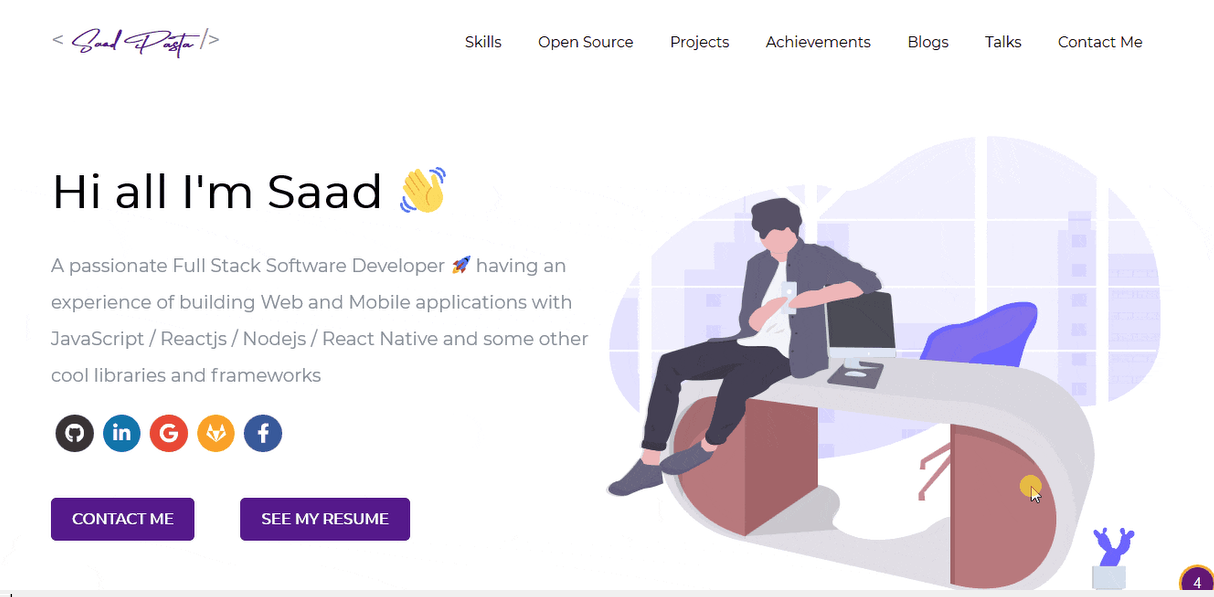 < Saad Pasta />
Skills Open Source Projects Achievements Blogs Talks Contact Me
Hi all I'm Saad 👋
A passionate Full Stack Software Developer 🚀 having an
experience of building Web and Mobile applications with
JavaScript / Reactjs / Nodejs / React Native and some other
cool libraries and frameworks
in G f
CONTACT ME SEE MY RESUME
4